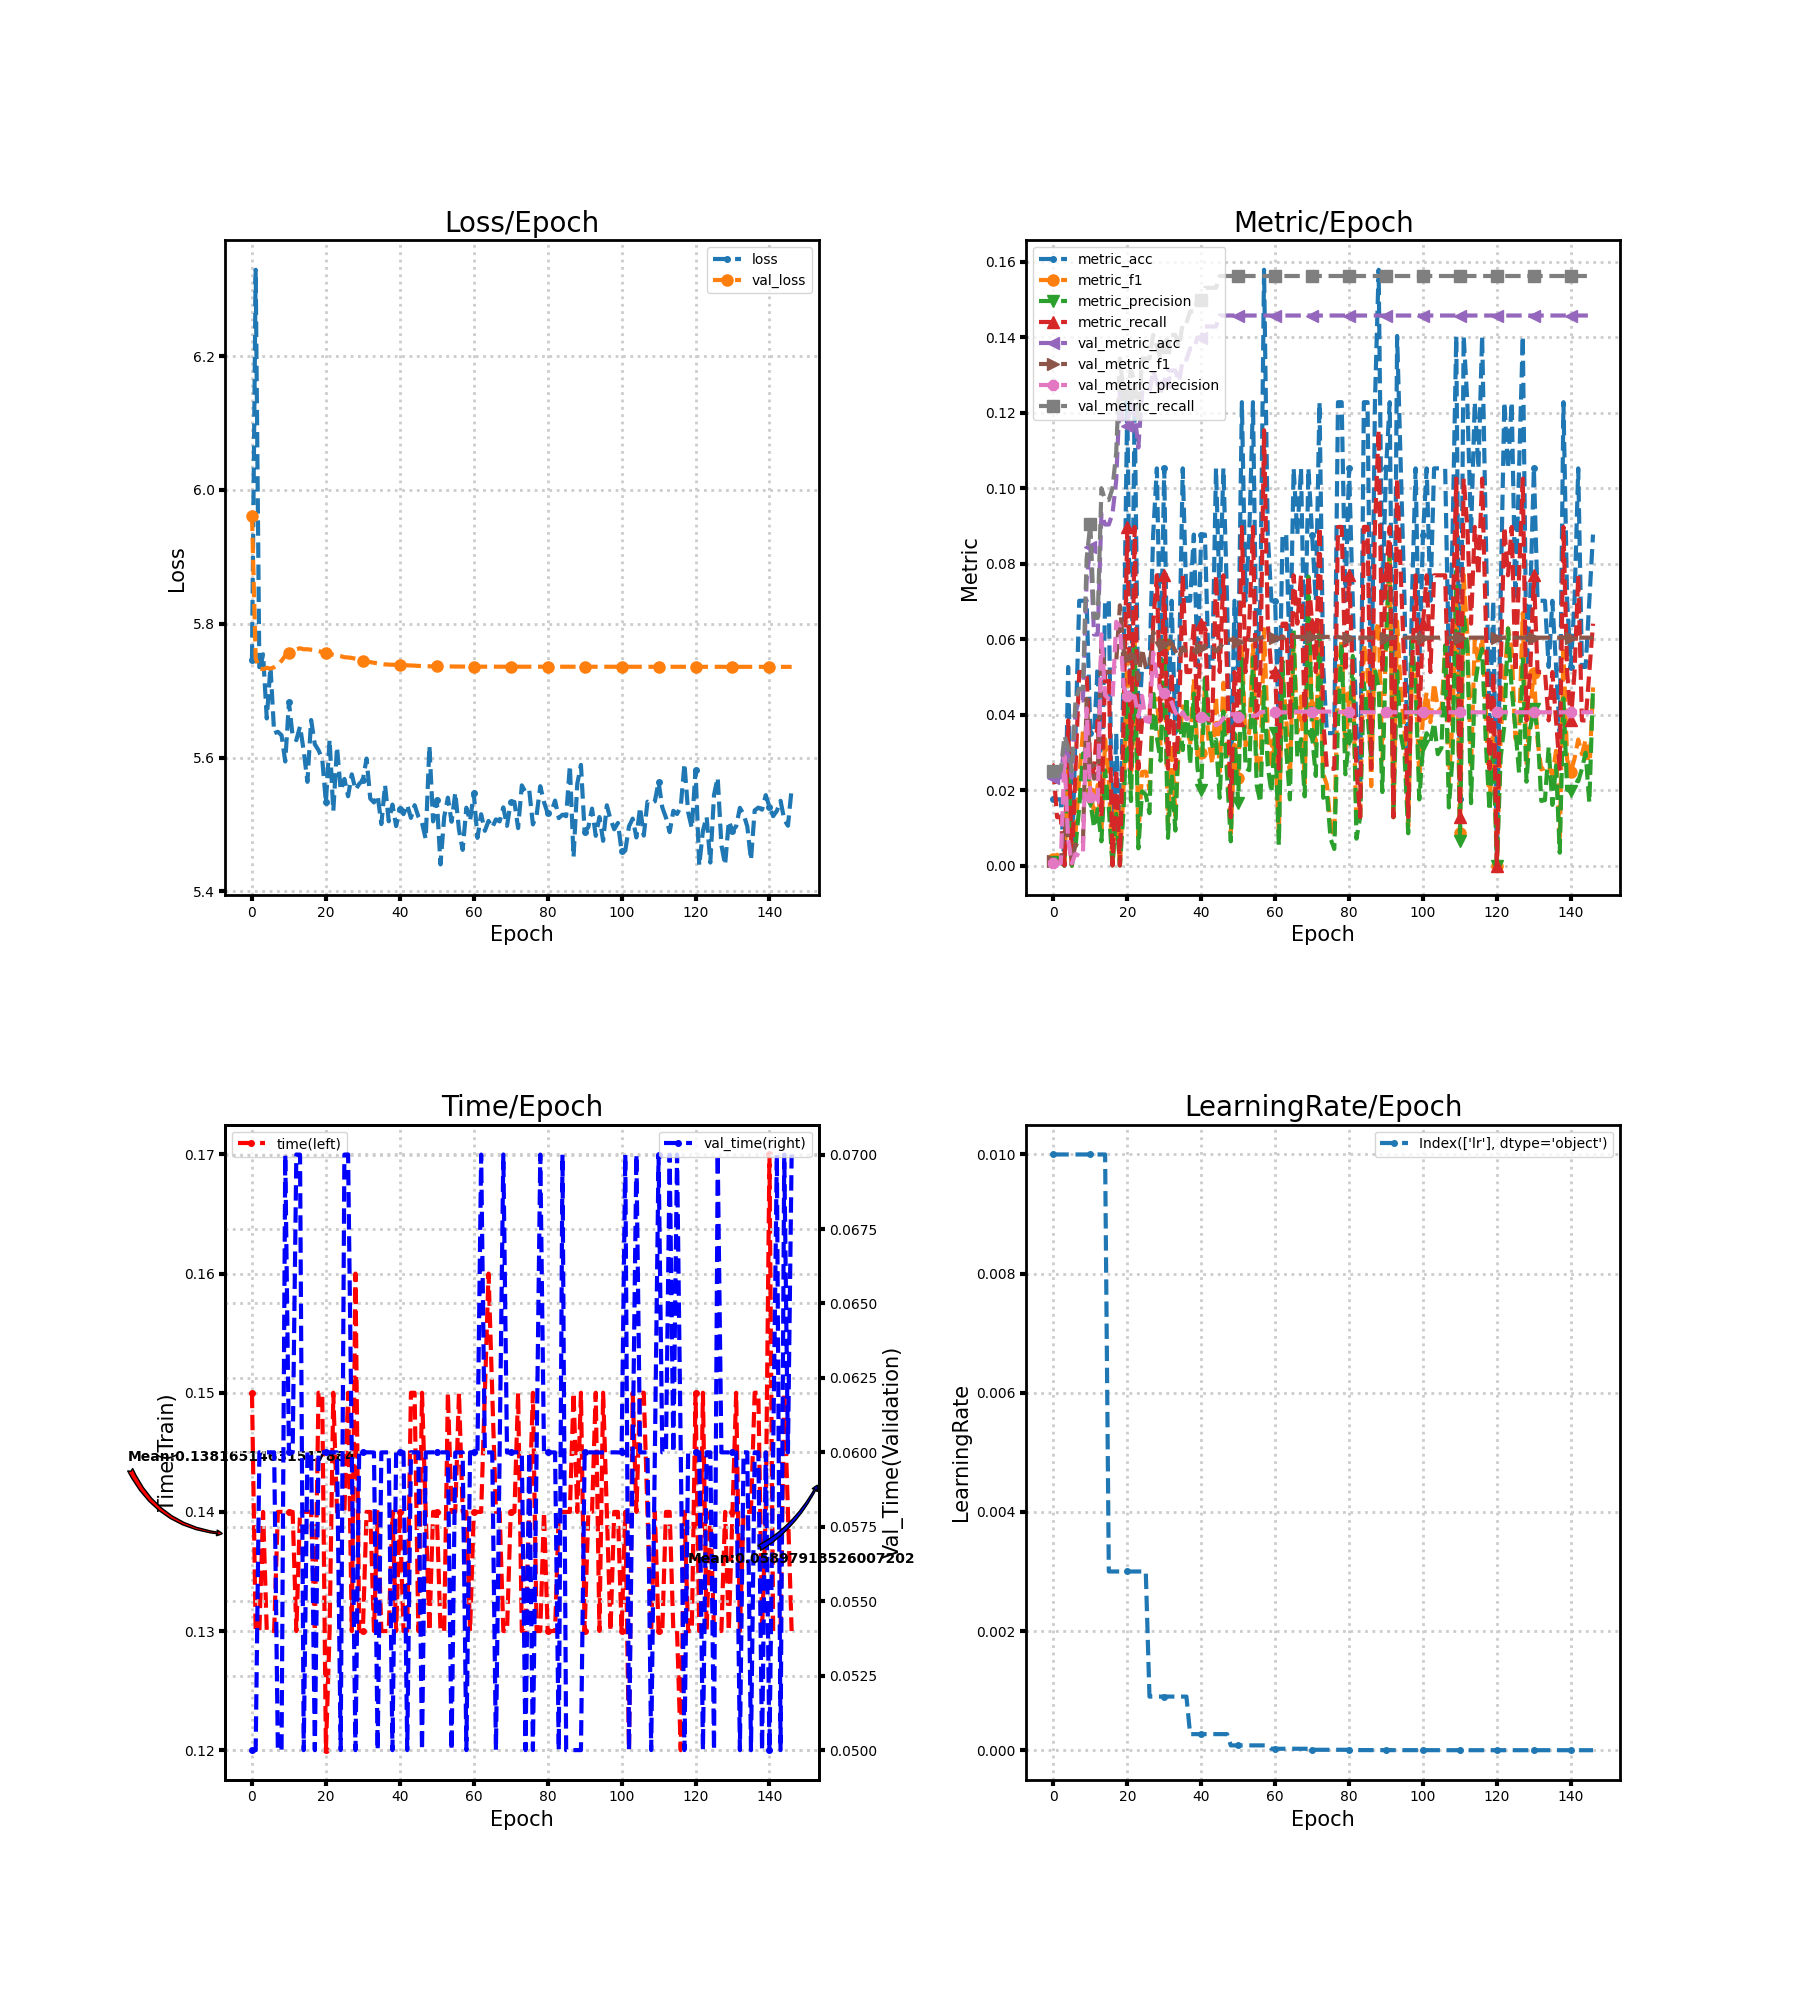 Loss/Epoch
loss
val_loss
6.2
6.0
5.8
5.6
5.4
Loss
0 20 40 60 80 100 120 140
Epoch
Metric/Epoch
metric_acc
metric_f1
metric_precision
metric_recall
val_metric_acc
val_metric_f1
val_metric_precision
val_metric_recall
0.16
0.14
0.12
0.10
0.08
0.06
0.04
0.02
0.00
Metric
0 20 40 60 80 100 120 140
Epoch
Time/Epoch
time(left)
val_time(right)
0.17
0.16
0.15
0.14
0.13
0.12
Time(Train)
0.0700
0.0675
0.0650
0.0625
0.0600
0.0575
0.0550
0.0525
0.0500
Val_Time(Validation)
0 20 40 60 80 100 120 140
Epoch
LearningRate/Epoch
Index(['lr'], dtype='object')
0.010
0.008
0.006
0.004
0.002
0.000
LearningRate
0 20 40 60 80 100 120 140
Epoch